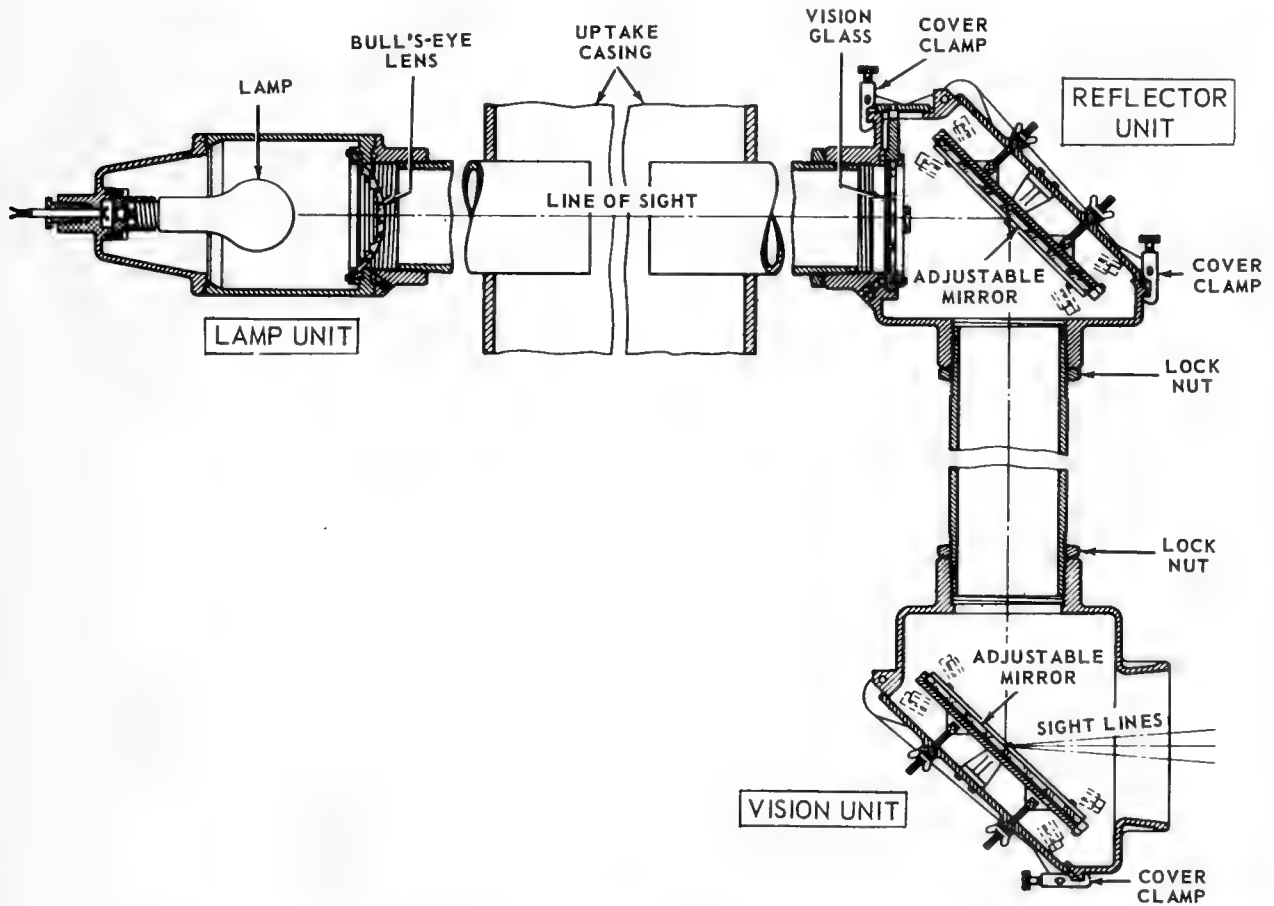 BULL'S-EYE
LENS
UPTAKE
CASING
VISION
GLASS
COVER
CLAMP
LAMP
REFLECTOR
UNIT
LINE OF SIGHT
ADJUSTABLE
MIRROR
COVER
CLAMP
LAMP UNIT
LOCK
NUT
LOCK
NUT
ADJUSTABLE
MIRROR
SIGHT LINES
VISION UNIT
COVER
CLAMP